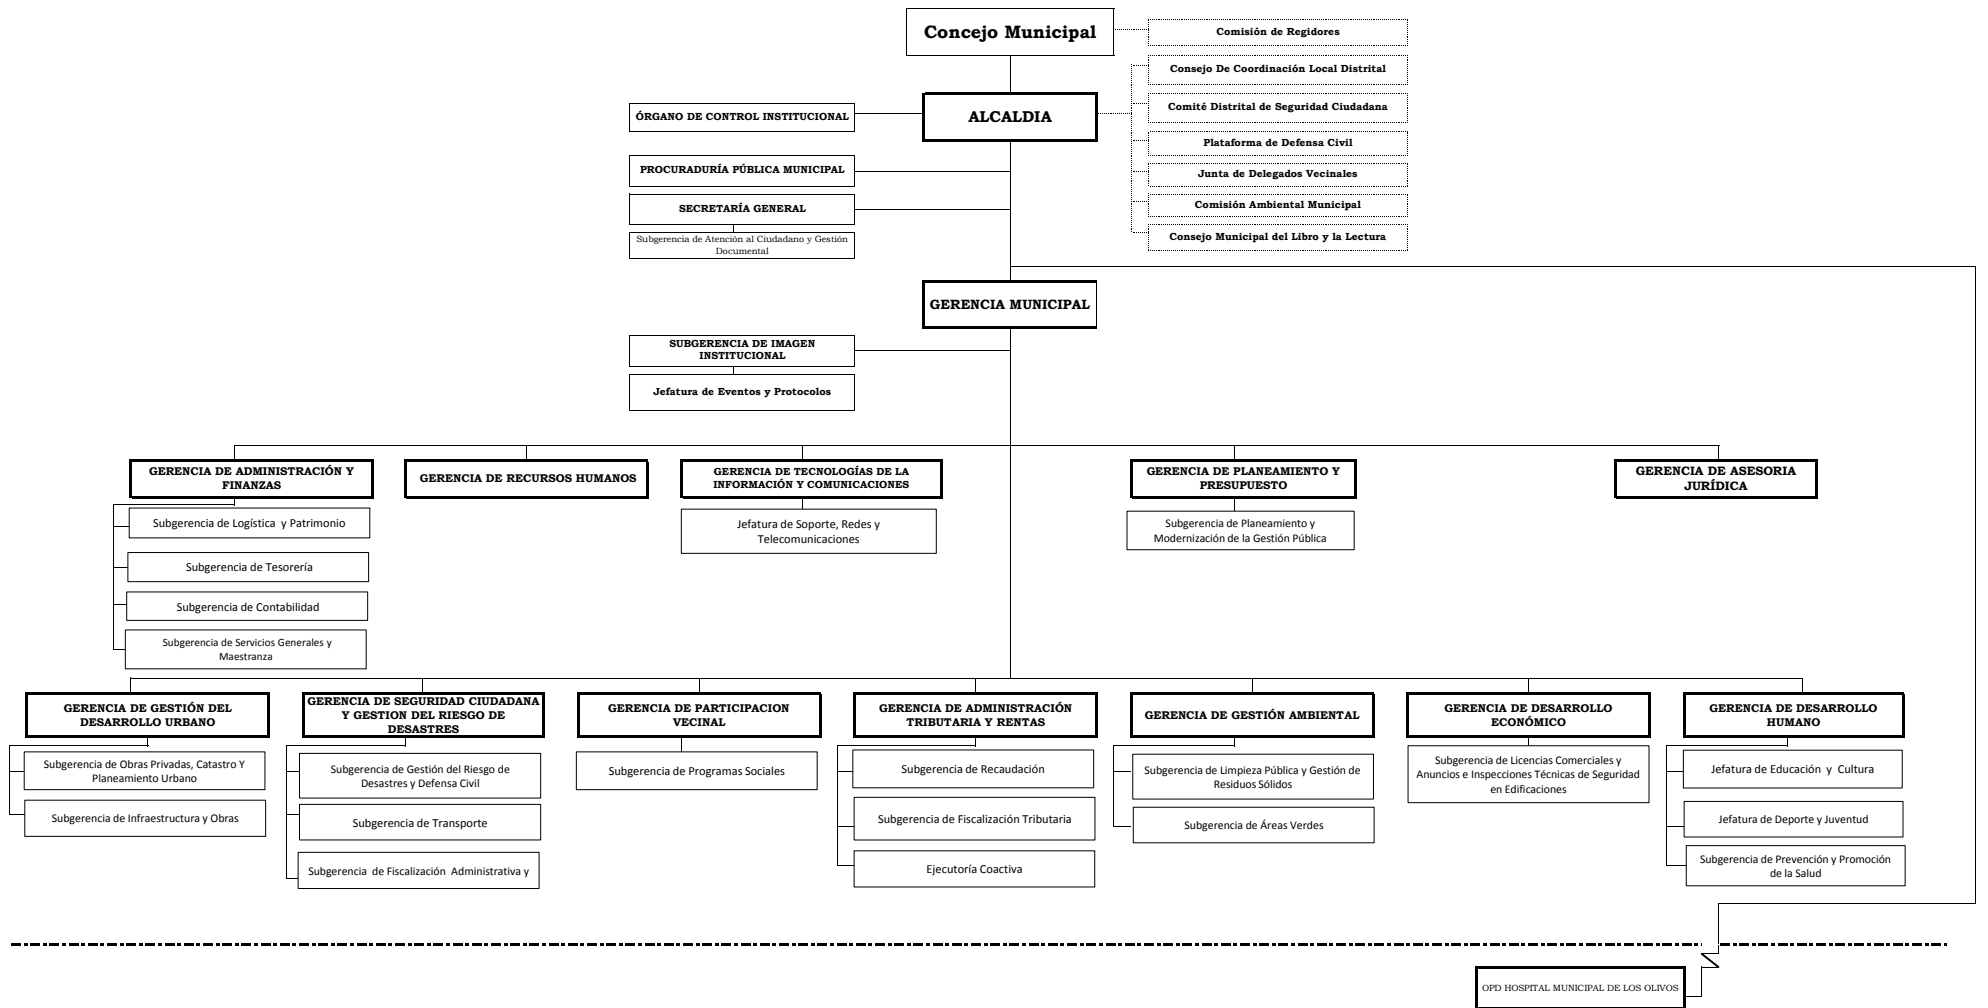 Concejo Municipal
Comisión de Regidores
Consejo De Coordinación Local Distrital
Comité Distrital de Seguridad Ciudadana
Plataforma de Defensa Civil
Junta de Delegados Vecinales
Comisión Ambiental Municipal
Consejo Municipal del Libro y la Lectura
ALCALDIA
ÓRGANO DE CONTROL INSTITUCIONAL
PROCURADURÍA PÚBLICA MUNICIPAL
SECRETARÍA GENERAL
Subgerencia de Atención al Ciudadano y Gestión
Documental
GERENCIA MUNICIPAL
SUBGERENCIA DE IMAGEN
INSTITUCIONAL
Jefatura de Eventos y Protocolos
GERENCIA DE ADMINISTRACIÓN Y
FINANZAS
Subgerencia de Logística y Patrimonio
Subgerencia de Tesorería
Subgerencia de Contabilidad
Subgerencia de Servicios Generales y
Maestranza
GERENCIA DE RECURSOS HUMANOS
GERENCIA DE TECNOLOGÍAS DE LA
INFORMACIÓN Y COMUNICACIONES
Jefatura de Soporte, Redes y
Telecomunicaciones
GERENCIA DE PLANEAMIENTO Y
PRESUPUESTO
Subgerencia de Planeamiento y
Modernización de la Gestión Pública
GERENCIA DE ASESORIA
JURÍDICA
GERENCIA DE GESTIÓN DEL
DESARROLLO URBANO
Subgerencia de Obras Privadas, Catastro Y
Planeamiento Urbano
Subgerencia de Infraestructura y Obras
GERENCIA DE SEGURIDAD CIUDADANA
Y GESTION DEL RIESGO DE
DESASTRES
Subgerencia de Gestión del Riesgo de
Desastres y Defensa Civil
Subgerencia de Transporte
Subgerencia de Fiscalización Administrativa y
GERENCIA DE PARTICIPACION
VECINAL
Subgerencia de Programas Sociales
GERENCIA DE ADMINISTRACIÓN
TRIBUTARIA Y RENTAS
Subgerencia de Recaudación
Subgerencia de Fiscalización Tributaria
Ejecutoría Coactiva
GERENCIA DE GESTIÓN AMBIENTAL
Subgerencia de Limpieza Pública y Gestión de
Residuos Sólidos
Subgerencia de Áreas Verdes
GERENCIA DE DESARROLLO
ECONÓMICO
Subgerencia de Licencias Comerciales y
Anuncios e Inspecciones Técnicas de Seguridad
en Edificaciones
GERENCIA DE DESARROLLO
HUMANO
Jefatura de Educación y Cultura
Jefatura de Deporte y Juventud
Subgerencia de Prevención y Promoción
de la Salud
OPD HOSPITAL MUNICIPAL DE LOS OLIVOS